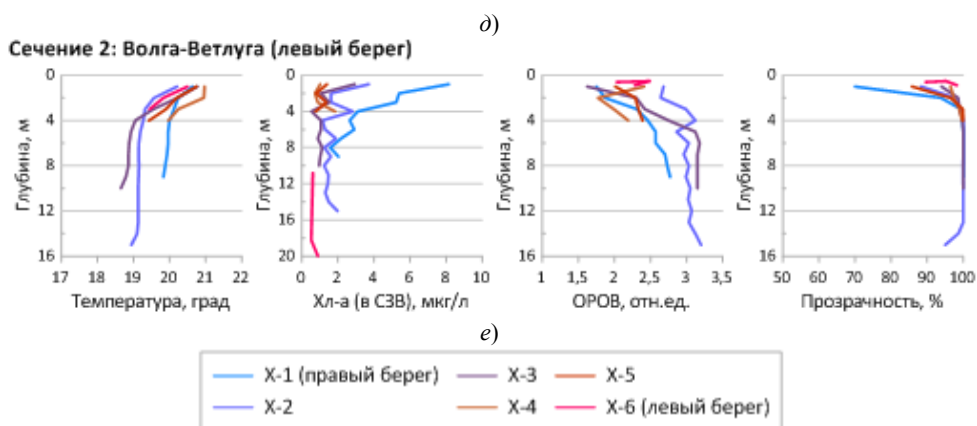 д)
Сечение 2: Волга-Ветлуга (левый берег)
0
4
8
12
16
Глубина, м
17 18 19 20 21 22
Температура, град
0
4
8
12
16
20
Глубина, м
0 2 4 6 8 10
Хл-а (в СЗВ), мкг/л
0
4
8
12
16
Глубина, м
1 1,5 2 2,5 3 3,5
ОРОВ, отн.ед.
0
4
8
12
16
Глубина, м
50 60 70 80 90 100
Прозрачность, %
е)
Х-1 (правый берег) Х-3 Х-5
Х-2 Х-4 Х-6 (левый берег)